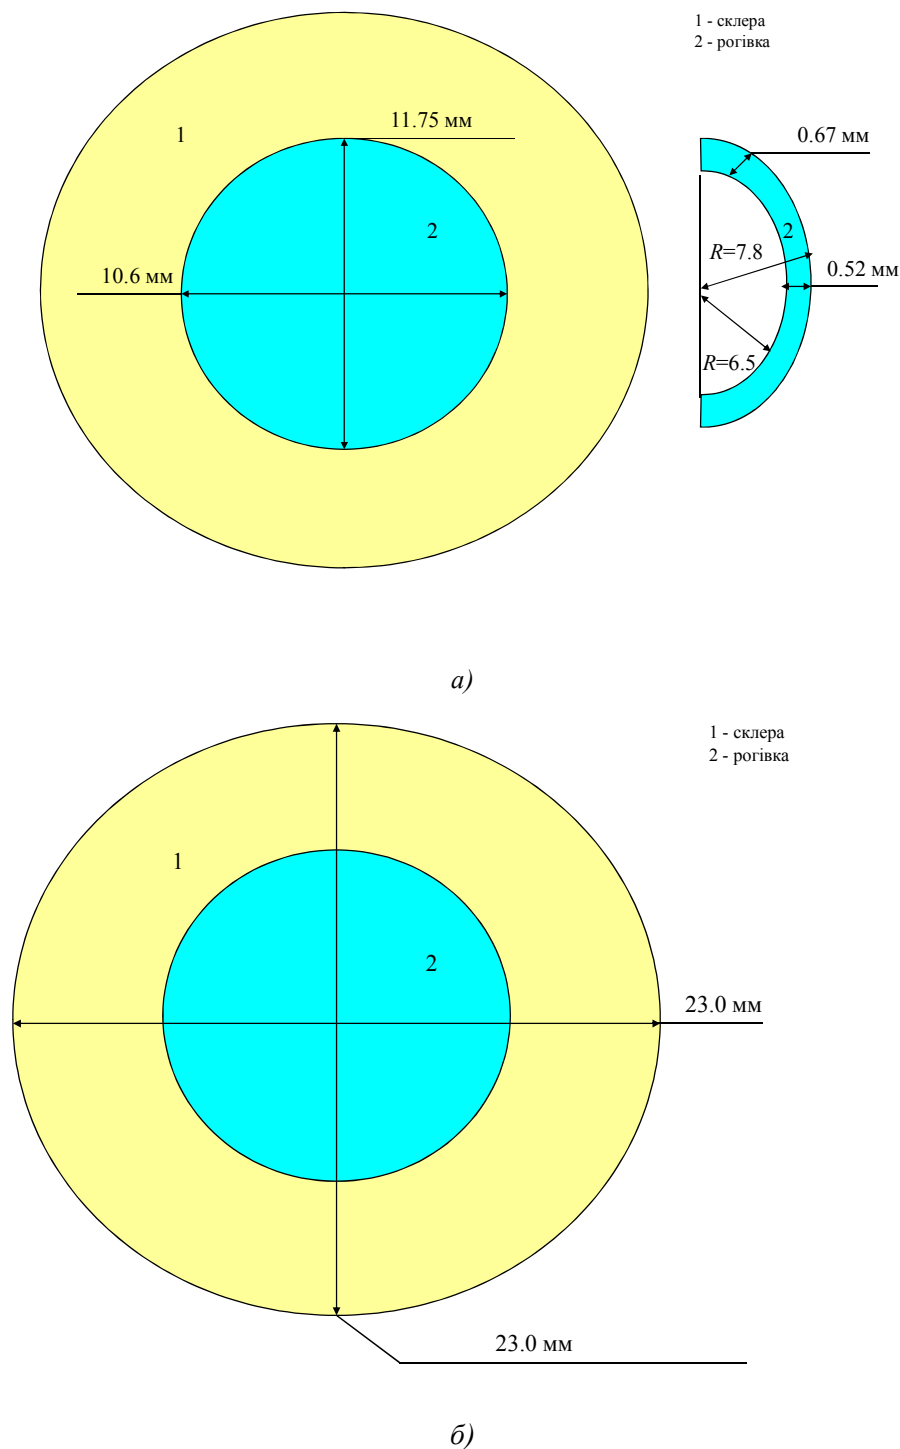 1 - склера
2 - рогівка
1
11.75 мм
0.67 мм
2
2
R=7.8
10.6 мм
0.52 мм
R=6.5
а)
1 - склера
2 - рогівка
1
2
23.0 мм
23.0 мм
б)